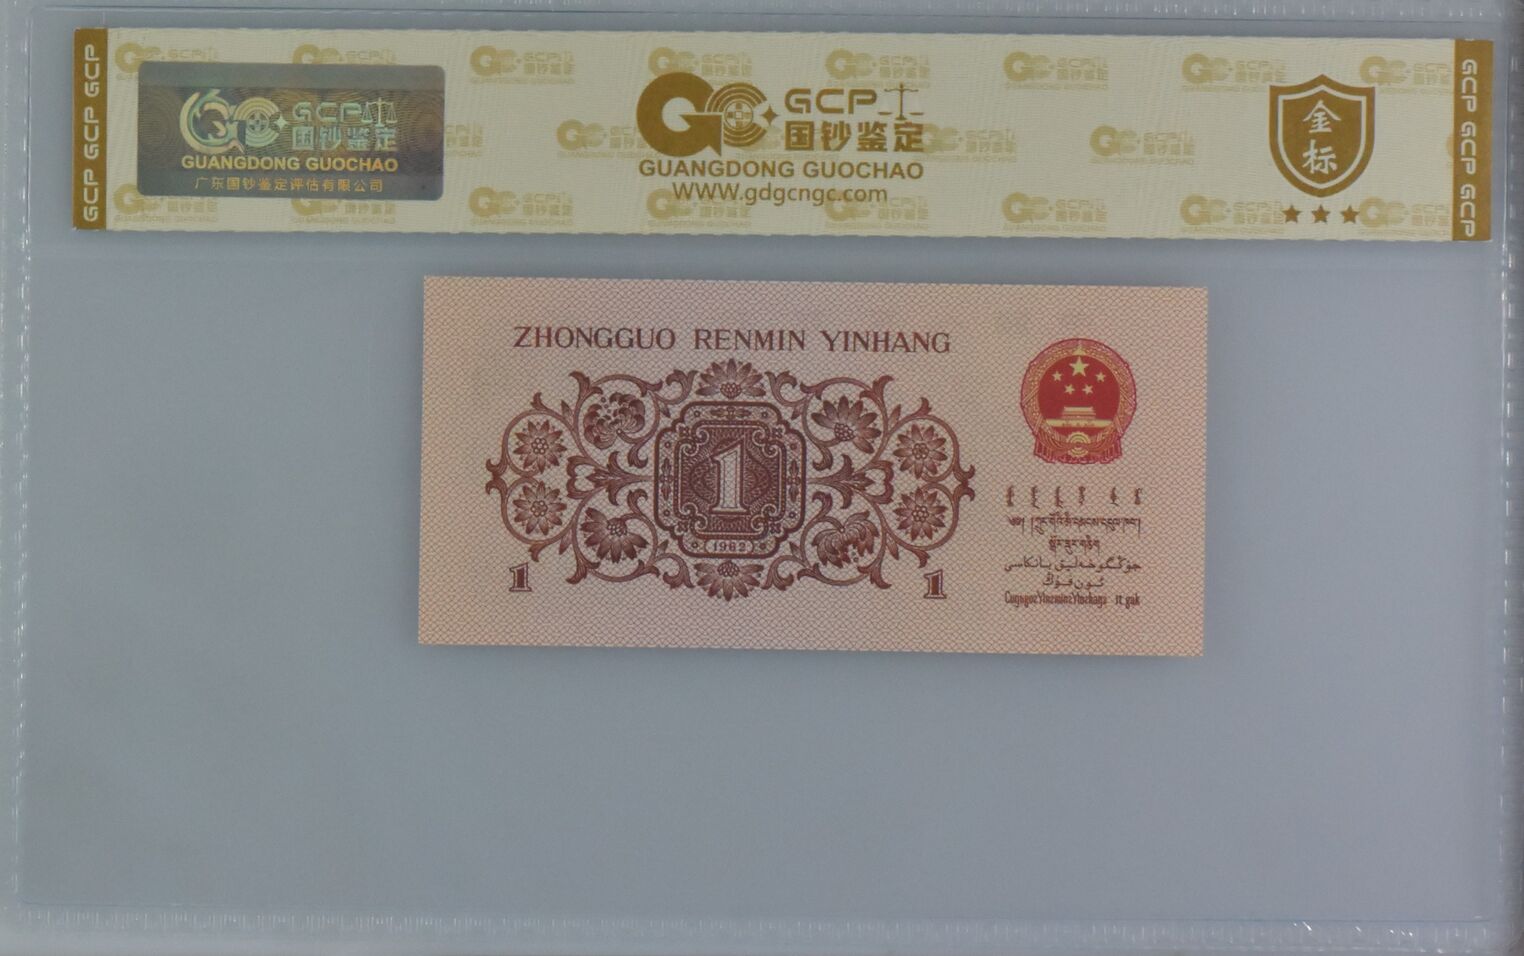 GCP GCP GCP
GCP 国钞鉴定
GUANGDONG GUOCHAO
广东国钞鉴定评估有限公司
GCP 国钞鉴定
GUANGDONG GUOCHAO
WWW.gdgcngc.com
金标
GCP GCP GCP
ZHONGGUO RENMIN YINHANG
1
1962
1
1